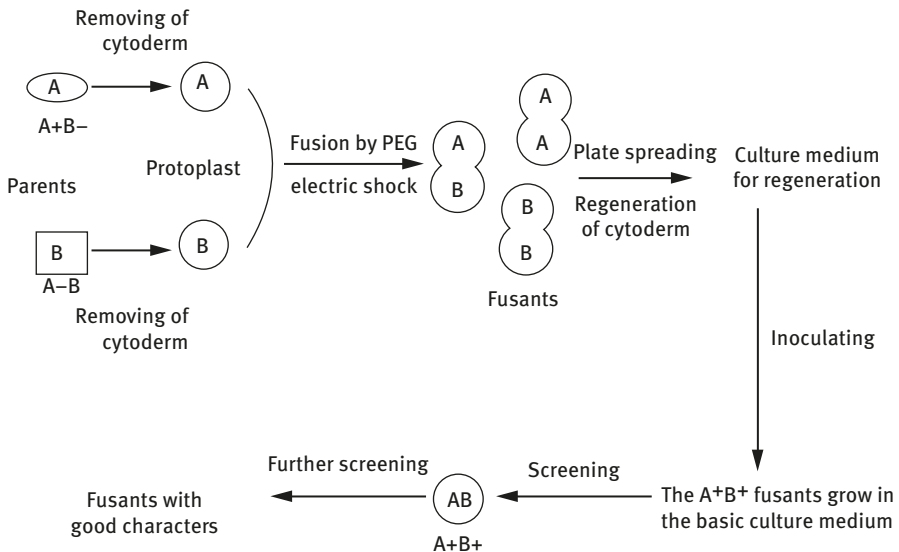 Removing of
cytoderm
A
A
A+B−
Parents
Protoplast
B
B
A−B
Removing of
cytoderm
Fusion by PEG
electric shock
A
B
A
A
B
B
Fusants
Plate spreading
Regeneration
of cytoderm
Culture medium
for regeneration
Inoculating
The A⁺B⁺ fusants grow in
the basic culture medium
Screening
AB
A+B+
Further screening
Fusants with
good characters